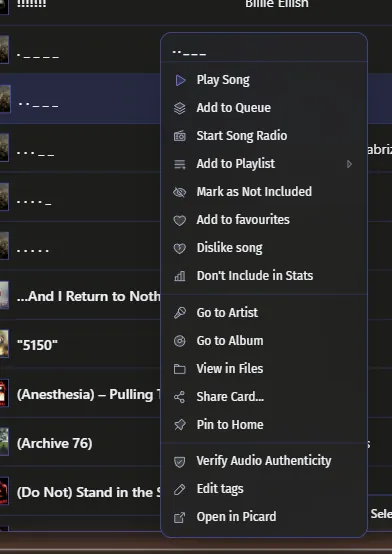 !!!!!!!
Billie Eilish
. _ _ _ _
. . _ _ _
. . . _ _
. . . . _
. . . . .
...And I Return to Noth
"5150"
(Anesthesia) – Pulling T
(Archive 76)
(Do Not) Stand in the S
. . _ _ _
Play Song
Add to Queue
Start Song Radio
Add to Playlist
Mark as Not Included
Add to favourites
Dislike song
Don't Include in Stats
Go to Artist
Go to Album
View in Files
Share Card...
Pin to Home
Verify Audio Authenticity
Edit tags
Open in Picard
abriz
s
Sele